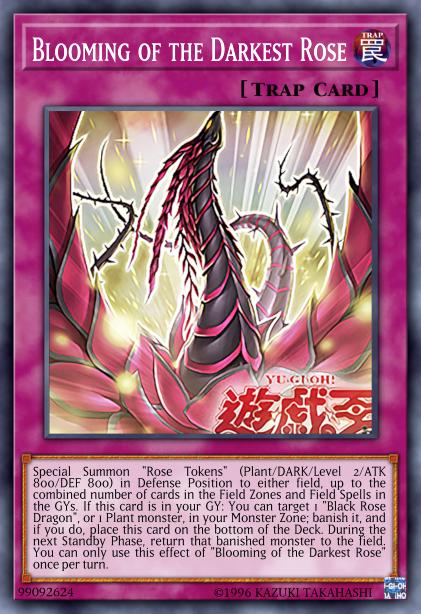 BLOOMING OF THE DARKEST ROSE
TRAP
罠
[TRAP CARD]
YU-GI-OH!
遊戯王
Special Summon "Rose Tokens" (Plant/DARK/Level 2/ATK
800/DEF 800) in Defense Position to either field, up to the
combined number of cards in the Field Zones and Field Spells in
the GYs. If this card is in your GY: You can target 1 "Black Rose
Dragon", or 1 Plant monster, in your Monster Zone; banish it, and
if you do, place this card on the bottom of the Deck. During the
next Standby Phase, return that banished monster to the field.
You can only use this effect of "Blooming of the Darkest Rose"
once per turn.
99092624
©1996 KAZUKI TAKAHASHI